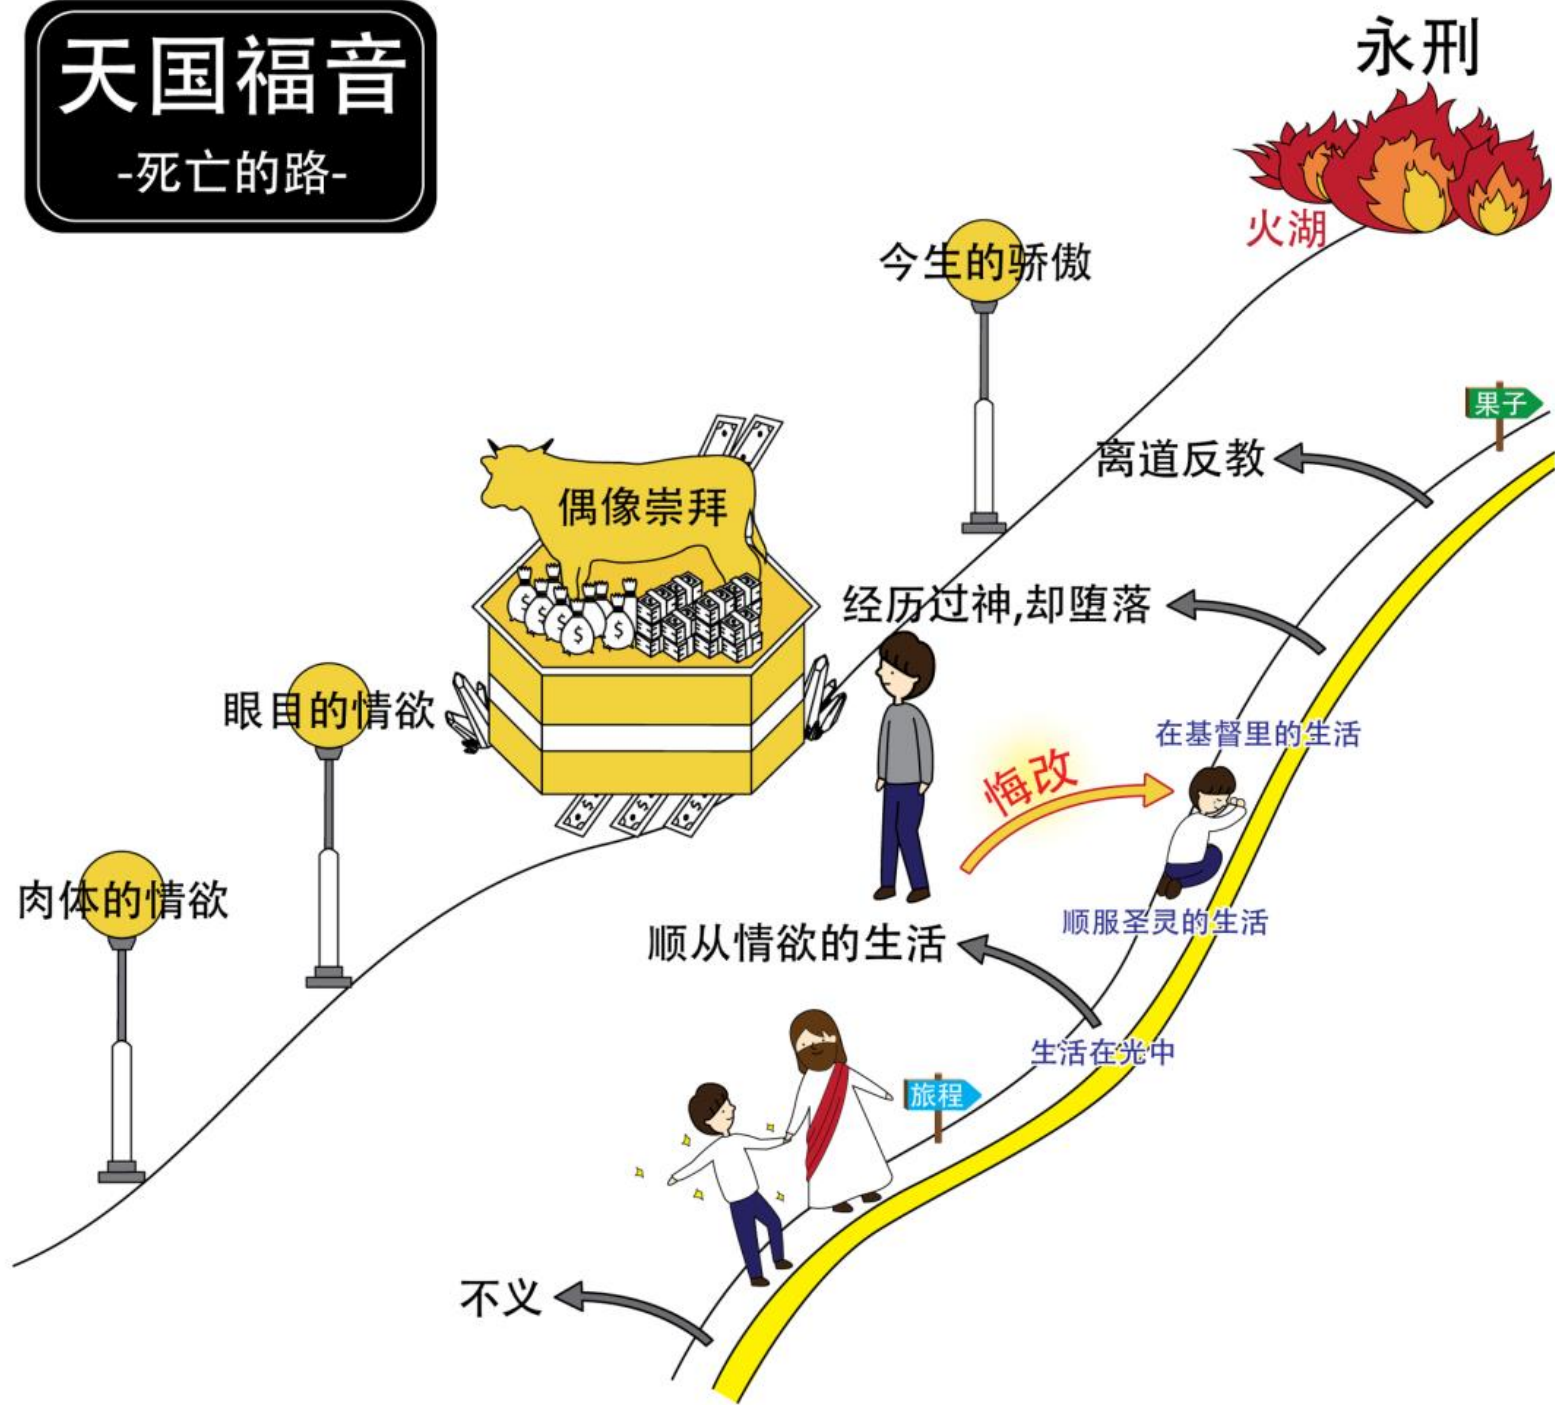 天国福音
-死亡的路-
永刑
火湖
今生的骄傲
果子
离道反教
偶像崇拜
经历过神,却堕落
眼目的情欲
在基督里的生活
悔改
肉体的情欲
顺服圣灵的生活
顺从情欲的生活
生活在光中
旅程
不义